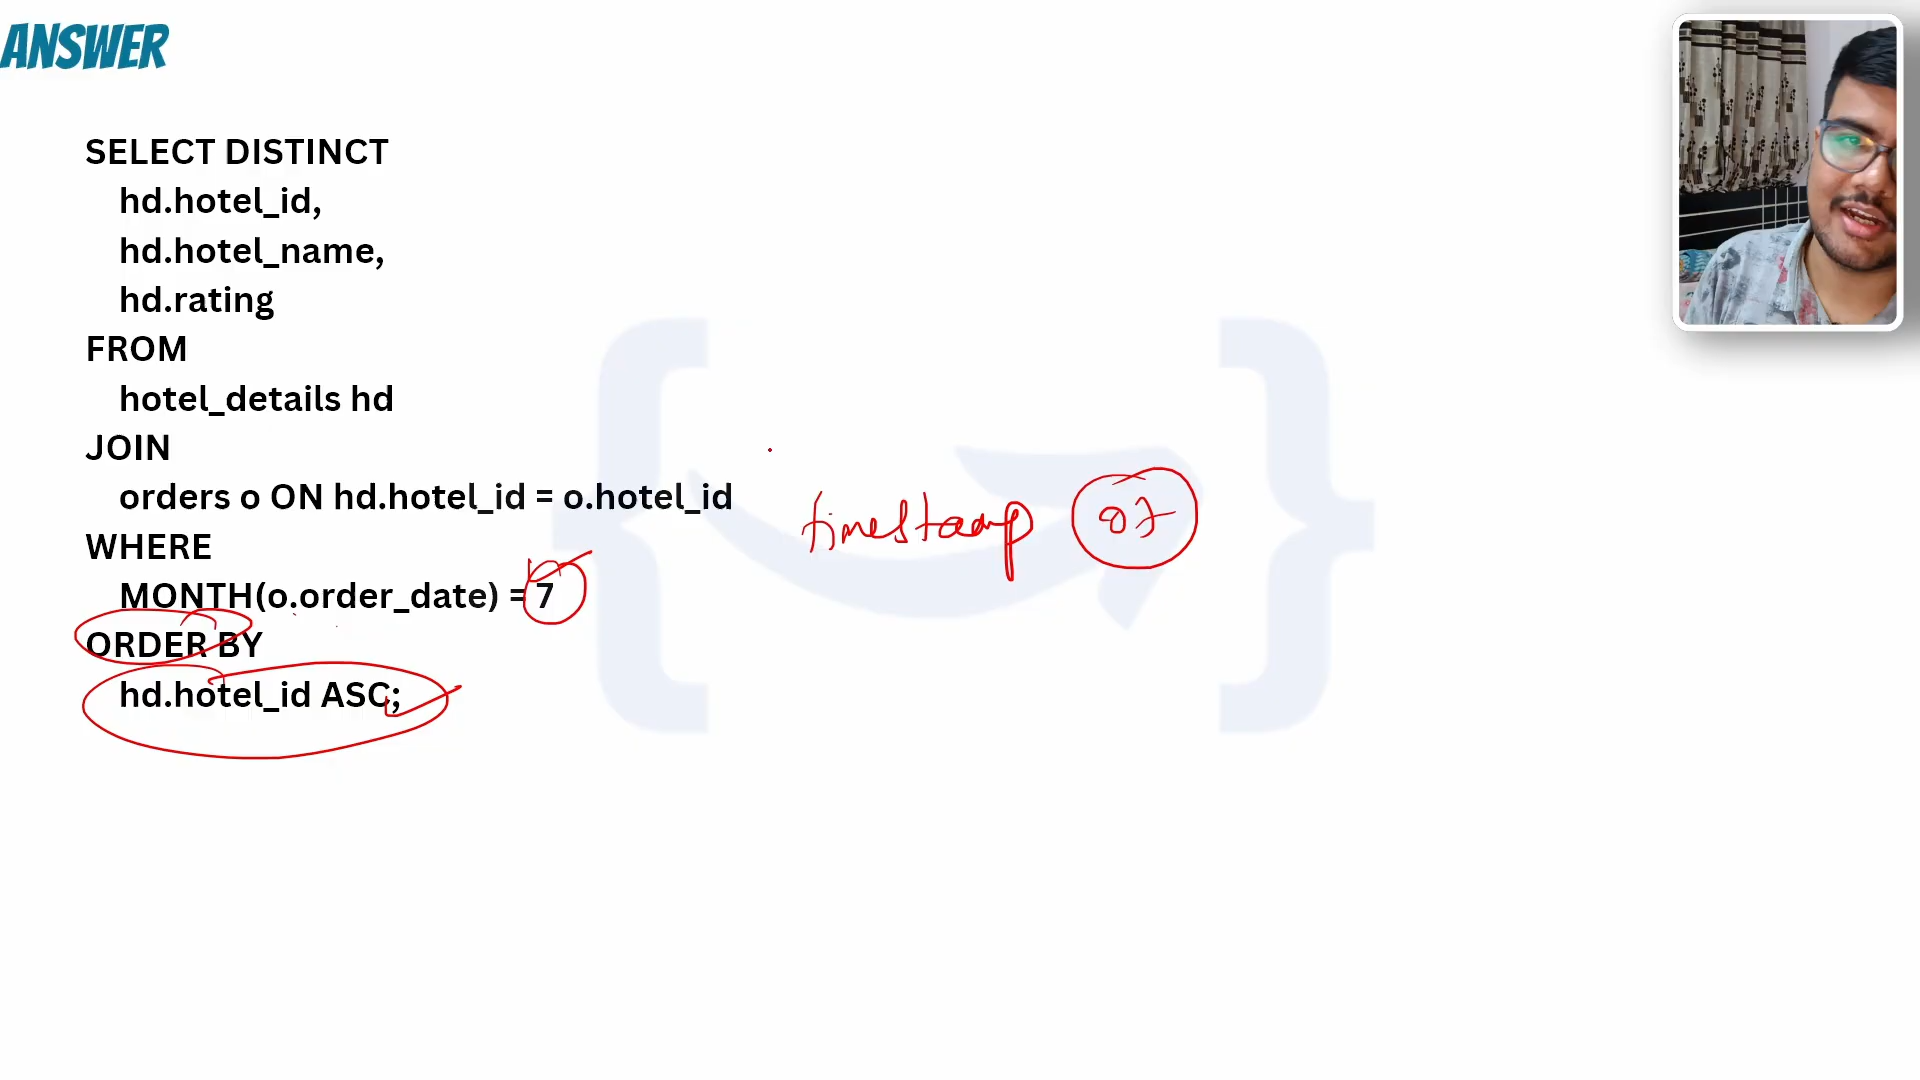 ANSWER
SELECT DISTINCT
hd.hotel_id,
hd.hotel_name,
hd.rating
FROM
hotel_details hd
JOIN
orders o ON hd.hotel_id = o.hotel_id
WHERE
MONTH(o.order_date) = 7
ORDER BY
hd.hotel_id ASC;
timestamp 07